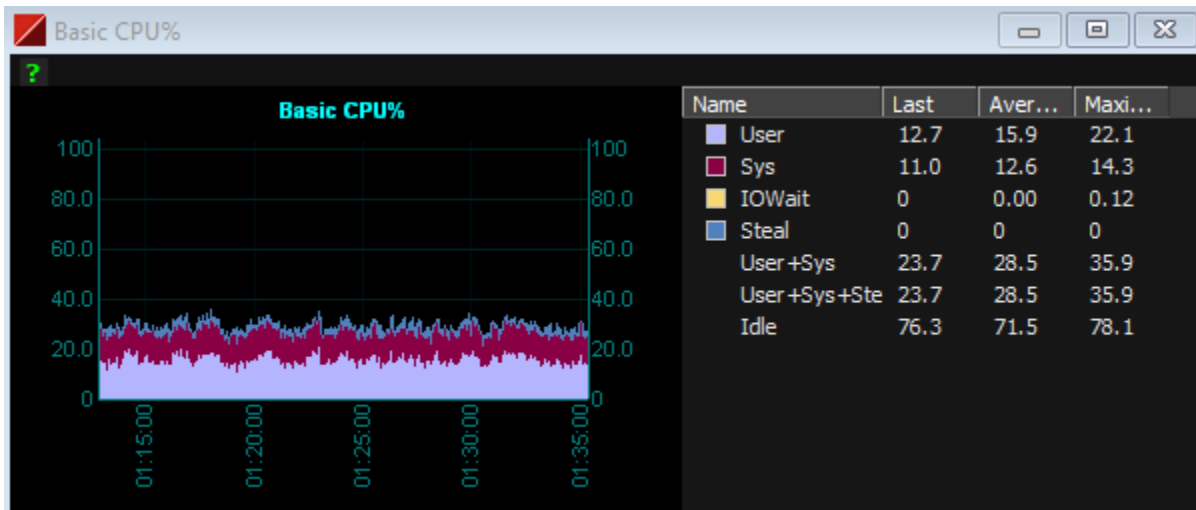 Basic CPU%
?
Basic CPU%
100
80.0
60.0
40.0
20.0
0
100
80.0
60.0
40.0
20.0
0
01:15:00
01:20:00
01:25:00
01:30:00
01:35:00
Name Last Aver... Maxi...
User 12.7 15.9 22.1
Sys 11.0 12.6 14.3
IOWait 0 0.00 0.12
Steal 0 0 0
User+Sys 23.7 28.5 35.9
User+Sys+Ste 23.7 28.5 35.9
Idle 76.3 71.5 78.1